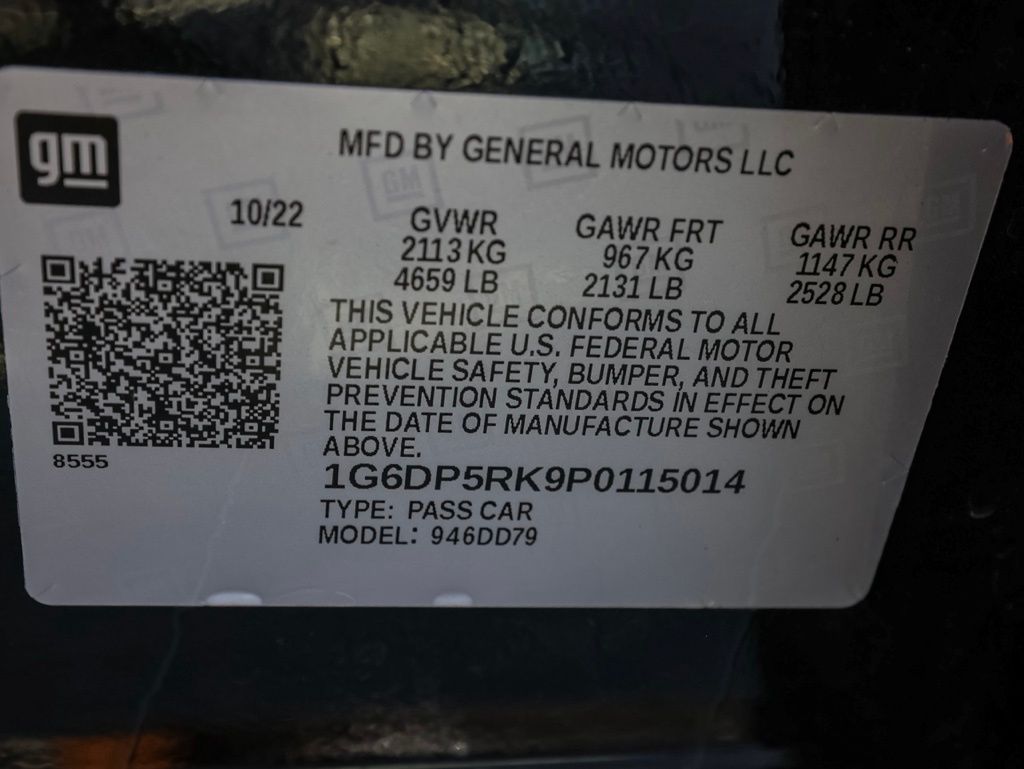 gm
MFD BY GENERAL MOTORS LLC
10/22
GVWR
2113 KG
4659 LB
GAWR FRT
967 KG
2131 LB
GAWR RR
1147 KG
2528 LB
THIS VEHICLE CONFORMS TO ALL
APPLICABLE U.S. FEDERAL MOTOR
VEHICLE SAFETY, BUMPER, AND THEFT
PREVENTION STANDARDS IN EFFECT ON
THE DATE OF MANUFACTURE SHOWN
ABOVE.
8555
1G6DP5RK9P0115014
TYPE: PASS CAR
MODEL: 946DD79